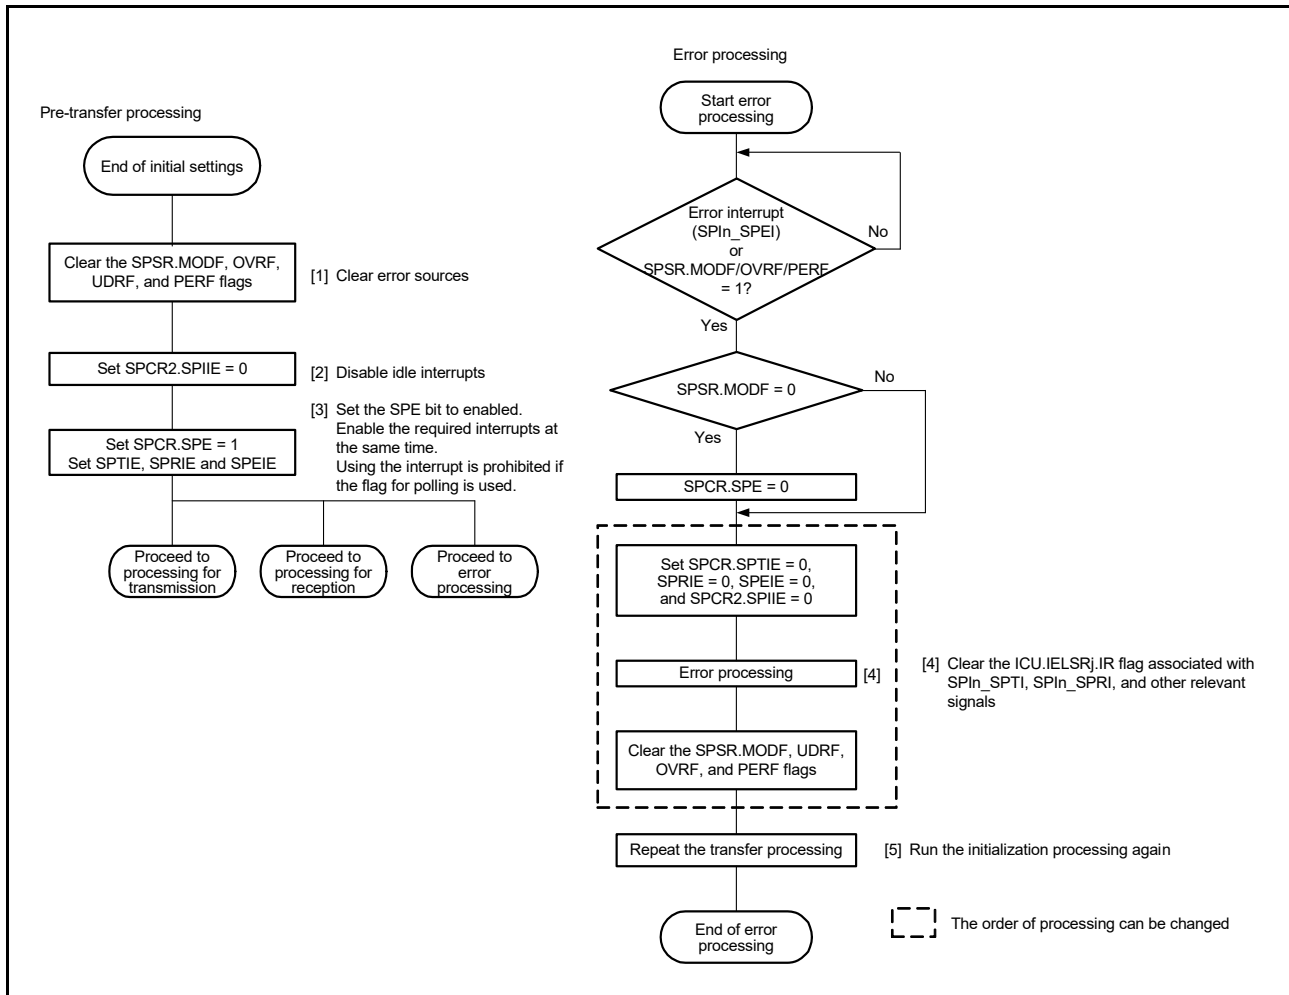 Pre-transfer processing
End of initial settings
Clear the SPSR.MODF, OVRF,
UDRF, and PERF flags
[1] Clear error sources
Set SPCR2.SPIIE = 0
[2] Disable idle interrupts
Set SPCR.SPE = 1
Set SPTIE, SPRIE and SPEIE
[3] Set the SPE bit to enabled.
Enable the required interrupts at
the same time.
Using the interrupt is prohibited if
the flag for polling is used.
Proceed to
processing for
transmission
Proceed to
processing for
reception
Proceed to
error
processing
Error processing
Start error
processing
Error interrupt
(SPIn_SPEI)
or
SPSR.MODF/OVRF/PERF
= 1?
No
Yes
SPSR.MODF = 0
No
Yes
SPCR.SPE = 0
Set SPCR.SPTIE = 0,
SPRIE = 0, SPEIE = 0,
and SPCR2.SPIIE = 0
Error processing
[4]
[4] Clear the ICU.IELSRj.IR flag associated with
SPIn_SPTI, SPIn_SPRI, and other relevant
signals
Clear the SPSR.MODF, UDRF,
OVRF, and PERF flags
Repeat the transfer processing
[5] Run the initialization processing again
End of error
processing
The order of processing can be changed